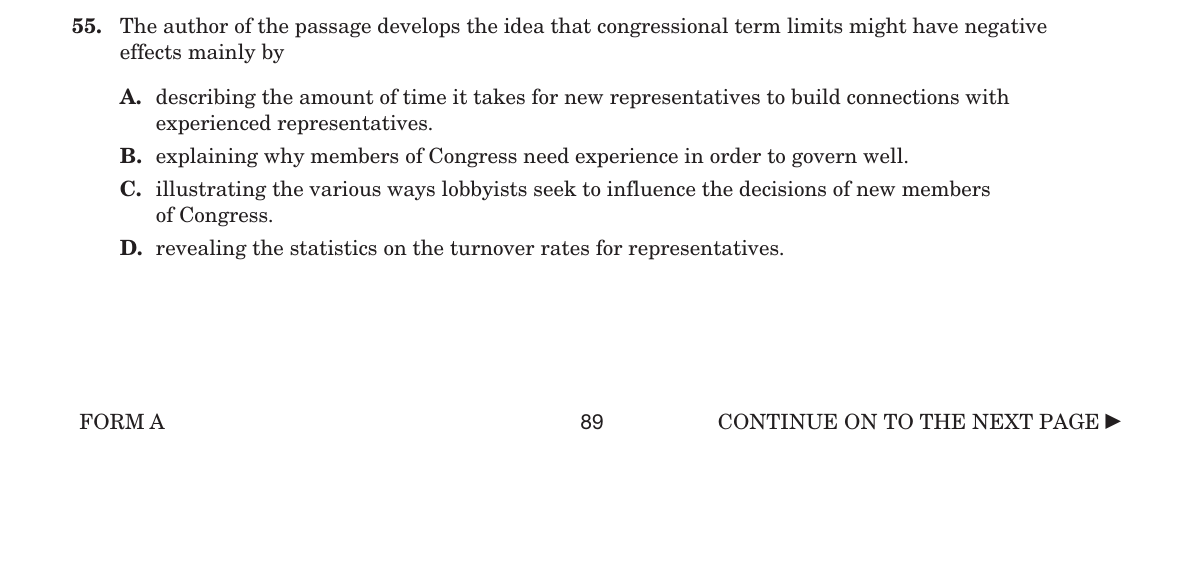 55. The author of the passage develops the idea that congressional term limits might have negative
effects mainly by
A. describing the amount of time it takes for new representatives to build connections with
experienced representatives.
B. explaining why members of Congress need experience in order to govern well.
C. illustrating the various ways lobbyists seek to influence the decisions of new members
of Congress.
D. revealing the statistics on the turnover rates for representatives.
FORM A 89 CONTINUE ON TO THE NEXT PAGE ▶